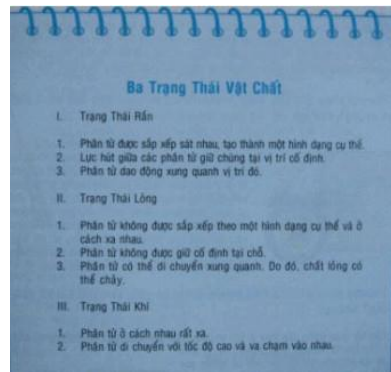 Ba Trạng Thái Vật Chất
I. Trạng Thái Rắn
1. Phân tử được sắp xếp sát nhau, tạo thành một hình dạng cụ thể.
2. Lực hút giữa các phân tử giữ chúng tại vị trí cố định.
3. Phân tử dao động xung quanh vị trí đó.
II. Trạng Thái Lỏng
1. Phân tử không được sắp xếp theo một hình dạng cụ thể và ở
cách xa nhau.
2. Phân tử không được giữ cố định tại chỗ.
3. Phân tử có thể di chuyển xung quanh. Do đó, chất lỏng có
thể chảy.
III. Trạng Thái Khí
1. Phân tử ở cách nhau rất xa.
2. Phân tử di chuyển với tốc độ cao và va chạm vào nhau.